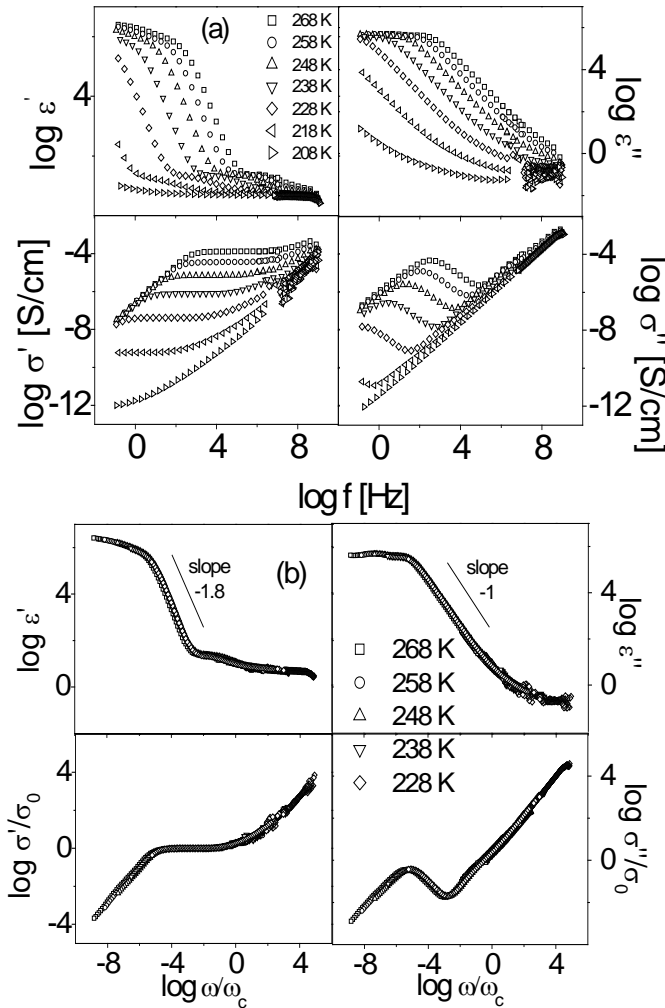 (a)
268 K
258 K
248 K
238 K
228 K
218 K
208 K
4
log ε'
4
0
log ε''
0
-4
-8
-12
log σ' [S/cm]
0
-4
-8
-12
log σ'' [S/cm]
0 4 8
0 4 8
log f [Hz]
slope
-1.8
(b)
4
0
log ε'
slope
-1
268 K
258 K
248 K
238 K
228 K
4
0
log ε''
4
0
-4
log σ'/σ0
4
0
-4
log σ''/σ0
-8 -4 0 4
log ω/ωc
-8 -4 0 4
log ω/ωc